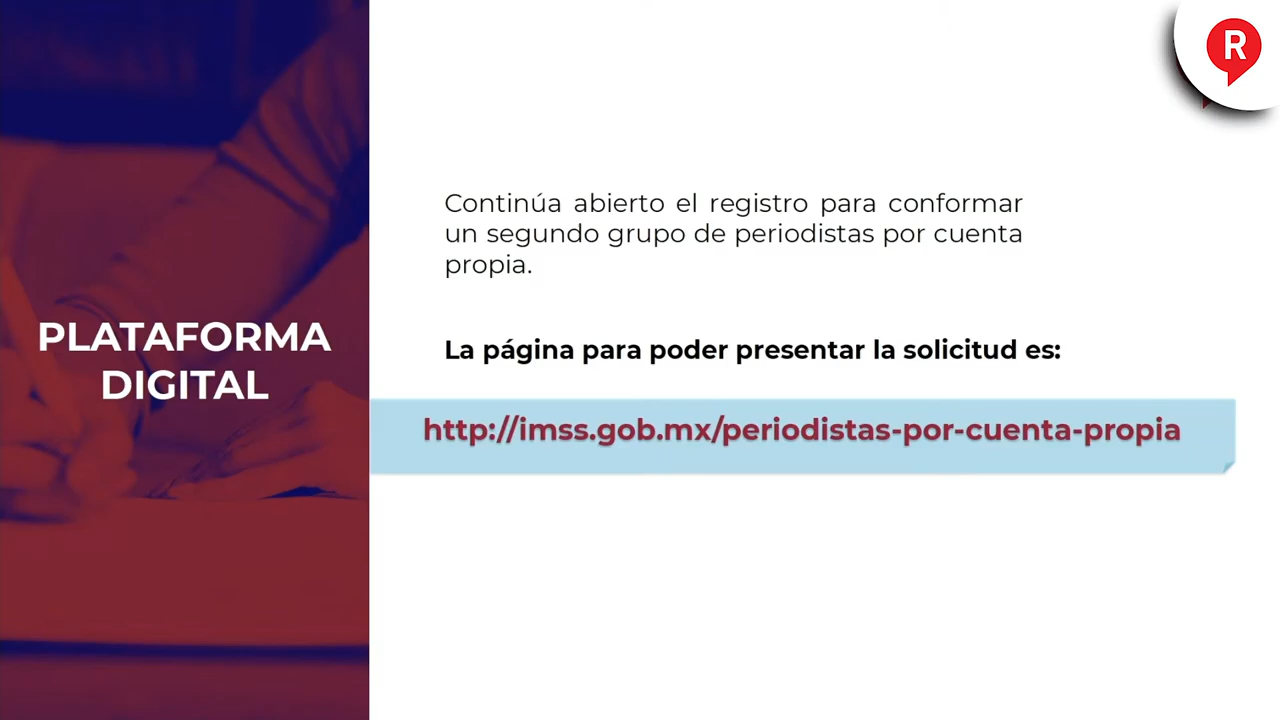 R
PLATAFORMA
DIGITAL
Continúa abierto el registro para conformar
un segundo grupo de periodistas por cuenta
propia.
La página para poder presentar la solicitud es:
http://imss.gob.mx/periodistas-por-cuenta-propia